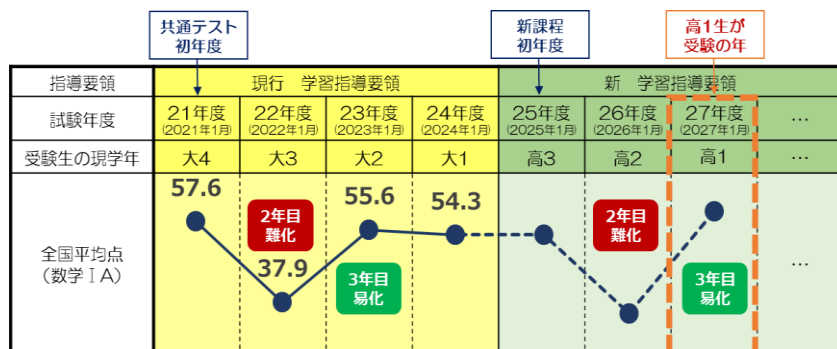 共通テスト
初年度
新課程
初年度
高1生が
受験の年
指導要領
現行 学習指導要領
新 学習指導要領
試験年度
21年度
(2021年1月)
22年度
(2022年1月)
23年度
(2023年1月)
24年度
(2024年1月)
25年度
(2025年1月)
26年度
(2026年1月)
27年度
(2027年1月)
…
受験生の現学年
大4
大3
大2
大1
高3
高2
高1
…
全国平均点
(数学ⅠA)
57.6
37.9
55.6
54.3
2年目
難化
3年目
易化
2年目
難化
3年目
易化
…